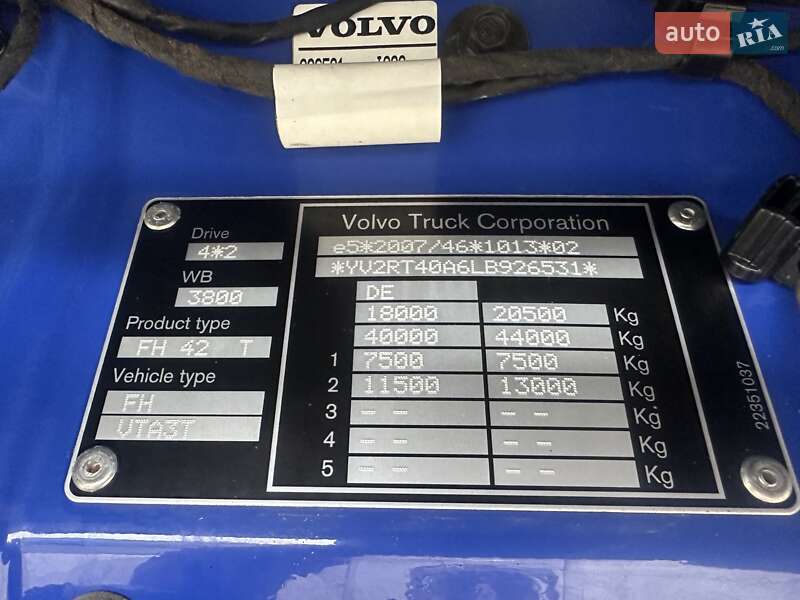 auto RIA
.com
VOLVO
Drive
4*2
WB
3800
Product type
FH 42 T
Vehicle type
FH
VTA3T
Volvo Truck Corporation
e5*2007/46*1013*02
*YV2RT40A6LB926531*
DE
18000 20500 Kg
40000 44000 Kg
1 7500 7500 Kg
2 11500 13000 Kg
3 -- -- Kg
4 -- -- Kg
5 -- -- Kg
22351037